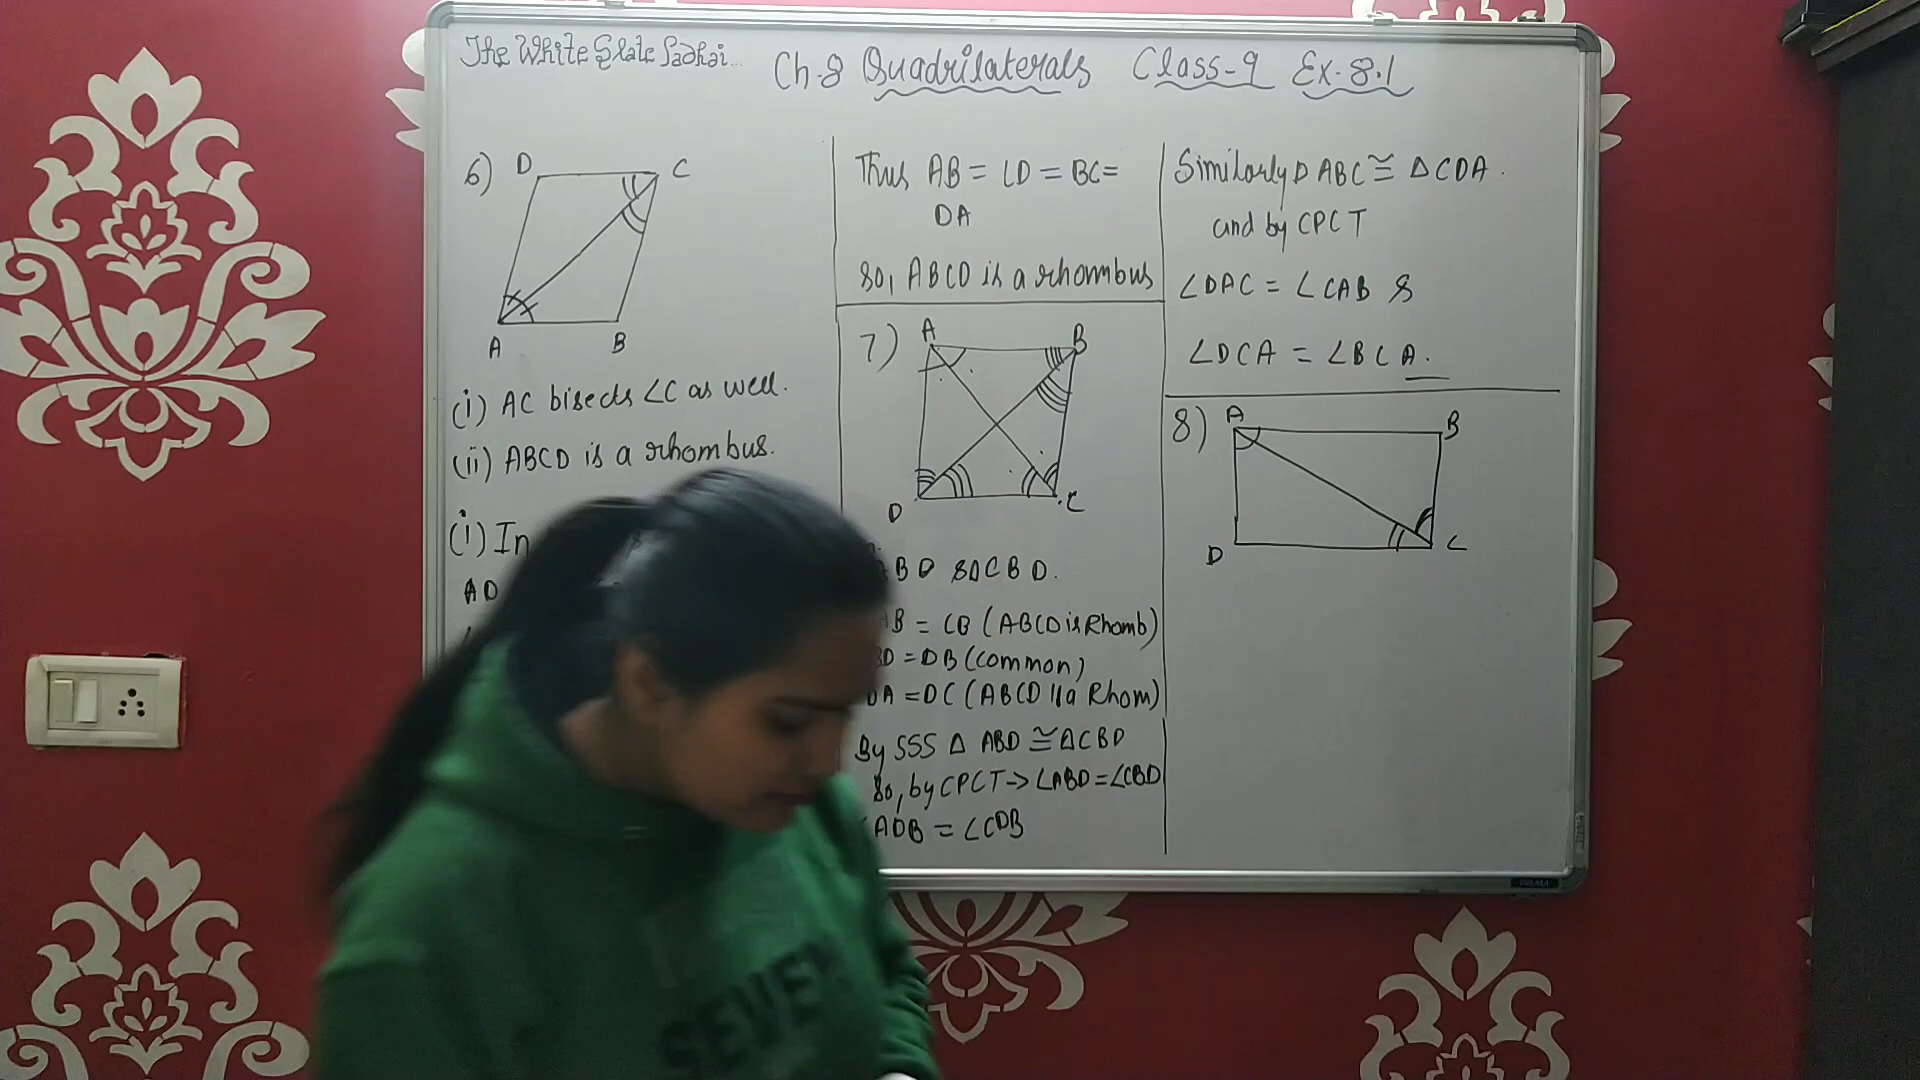 The White Slate Padhai...
Ch.8 Quadrilaterals Class-9 Ex.8.1
6)
D
C
A
B
(i) AC bisects ∠C as well.
(ii) ABCD is a rhombus.
(i) In
AD
Thus AB = CD = BC =
DA
so, ABCD is a rhombus
7)
A
B
D
C
BD & ΔCBD.
B = CB (ABCD is Rhomb)
BD = DB (common)
DA = DC (ABCD is a Rhom)
By SSS Δ ABD ≅ ΔCBD
So, by CPCT → ∠ABD = ∠CBD
∠ADB = ∠CDB
Similarly Δ ABC ≅ Δ CDA.
and by CPCT
∠DAC = ∠CAB &
∠DCA = ∠BCA.
8)
A
B
D
C
SEVEN